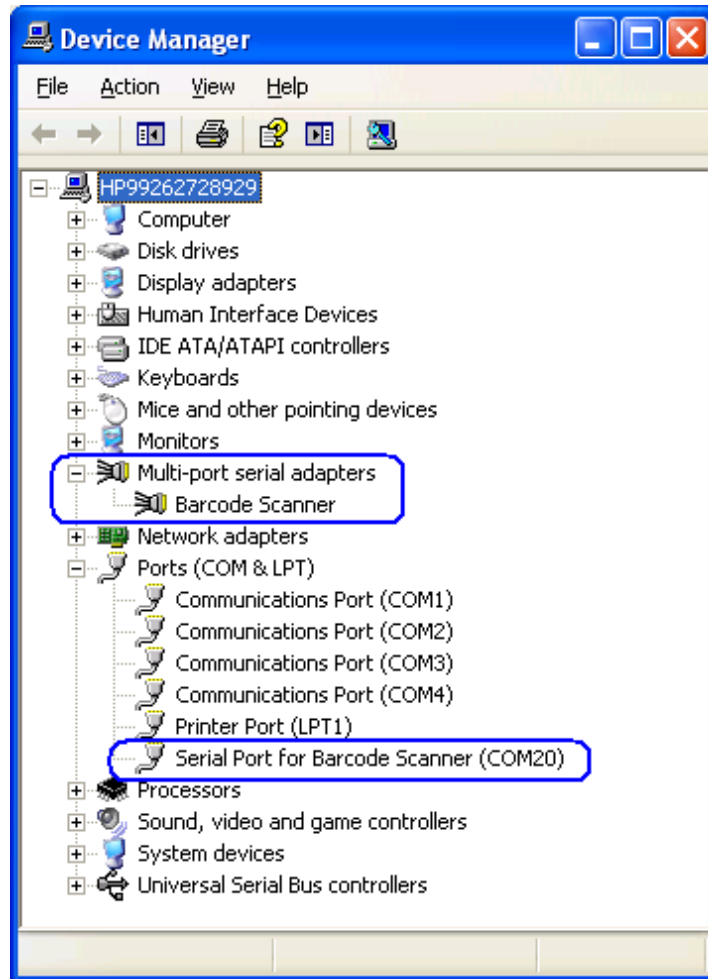 Device Manager
File Action View Help
HP99262728929
Computer
Disk drives
Display adapters
Human Interface Devices
IDE ATA/ATAPI controllers
Keyboards
Mice and other pointing devices
Monitors
Multi-port serial adapters
Barcode Scanner
Network adapters
Ports (COM & LPT)
Communications Port (COM1)
Communications Port (COM2)
Communications Port (COM3)
Communications Port (COM4)
Printer Port (LPT1)
Serial Port for Barcode Scanner (COM20)
Processors
Sound, video and game controllers
System devices
Universal Serial Bus controllers